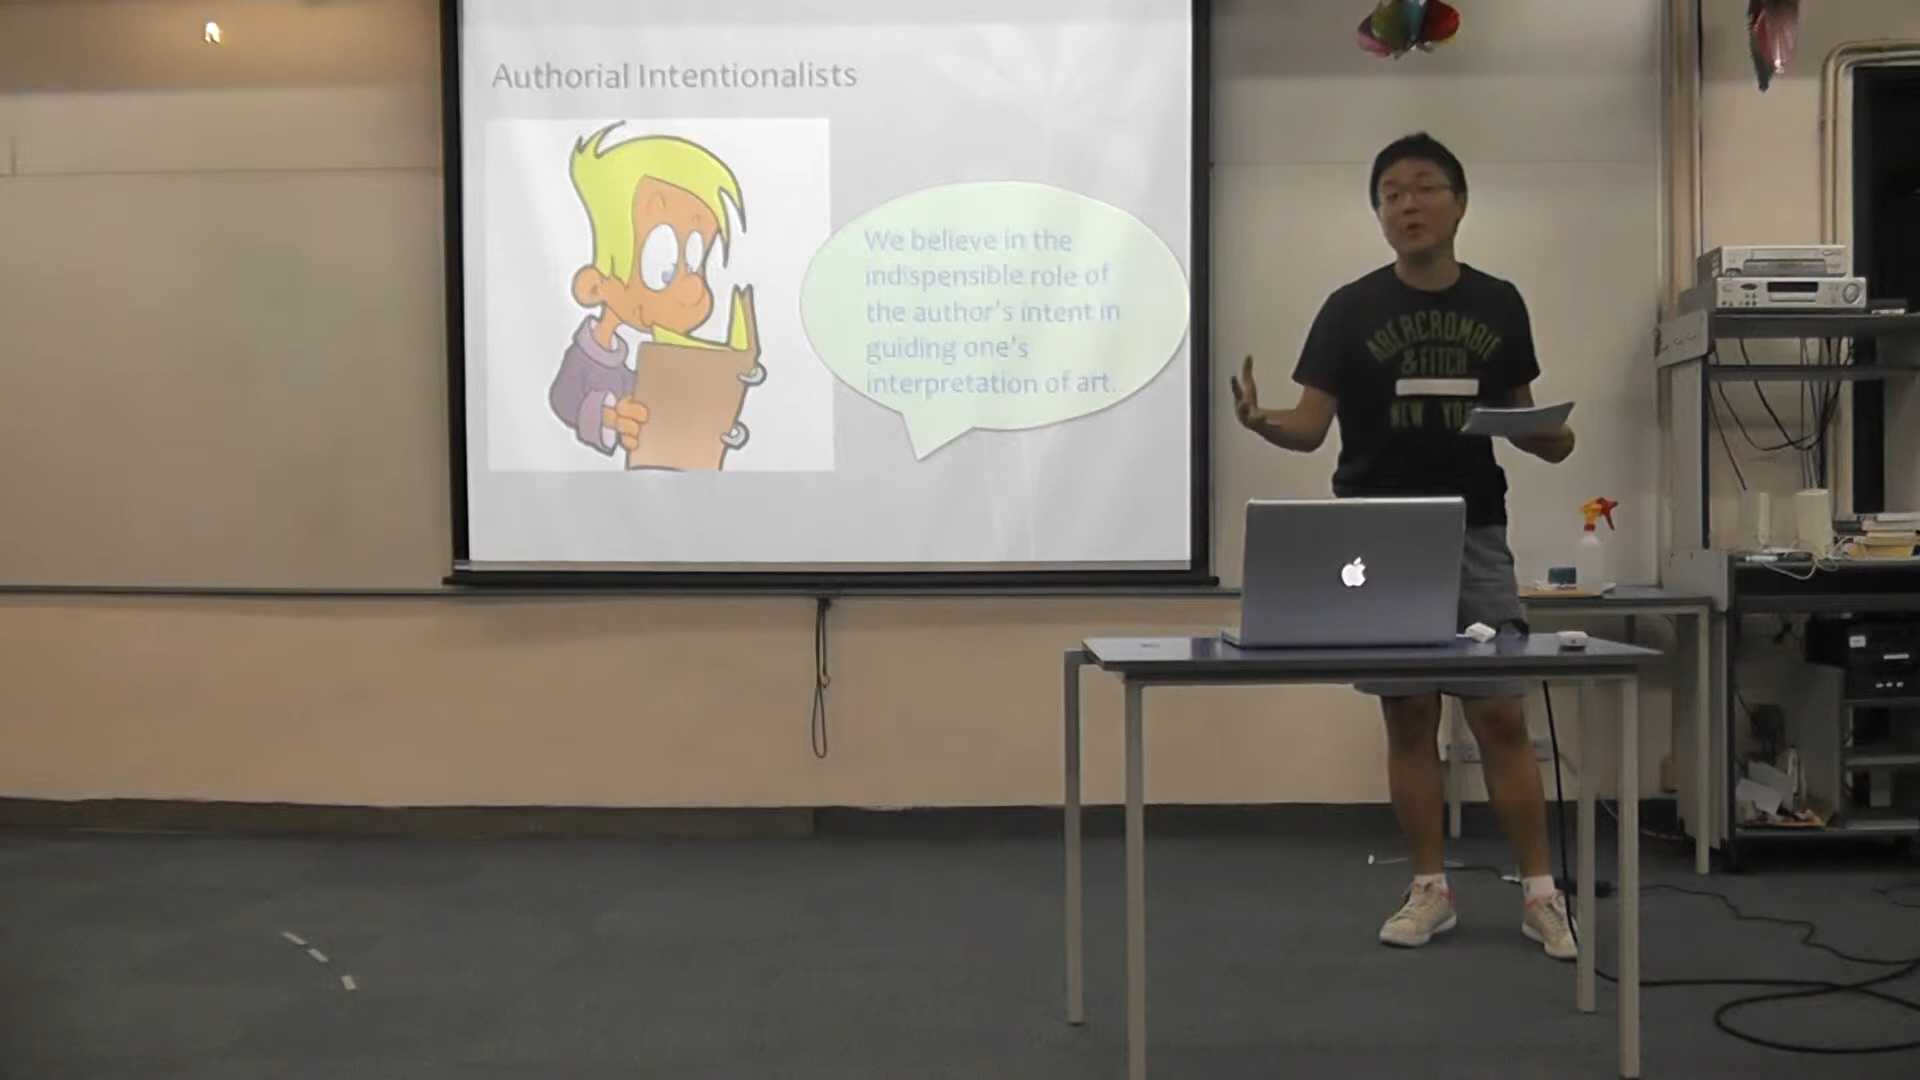 Authorial Intentionalists
We believe in the
indispensible role of
the author's intent in
guiding one's
interpretation of art.
ABERCROMBIE
& FITCH
NEW YORK